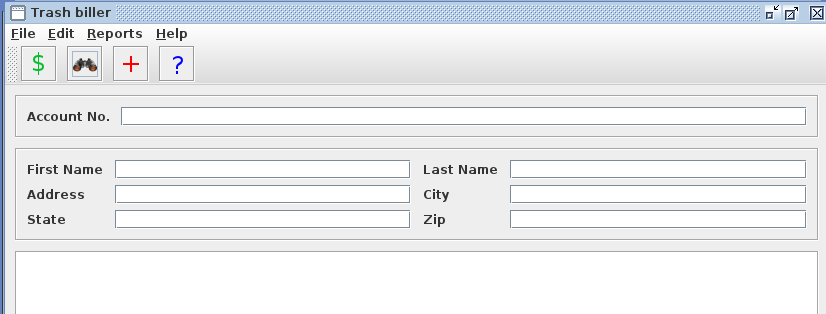 Trash biller
File Edit Reports Help
$ + ?
Account No.
First Name Last Name
Address City
State Zip